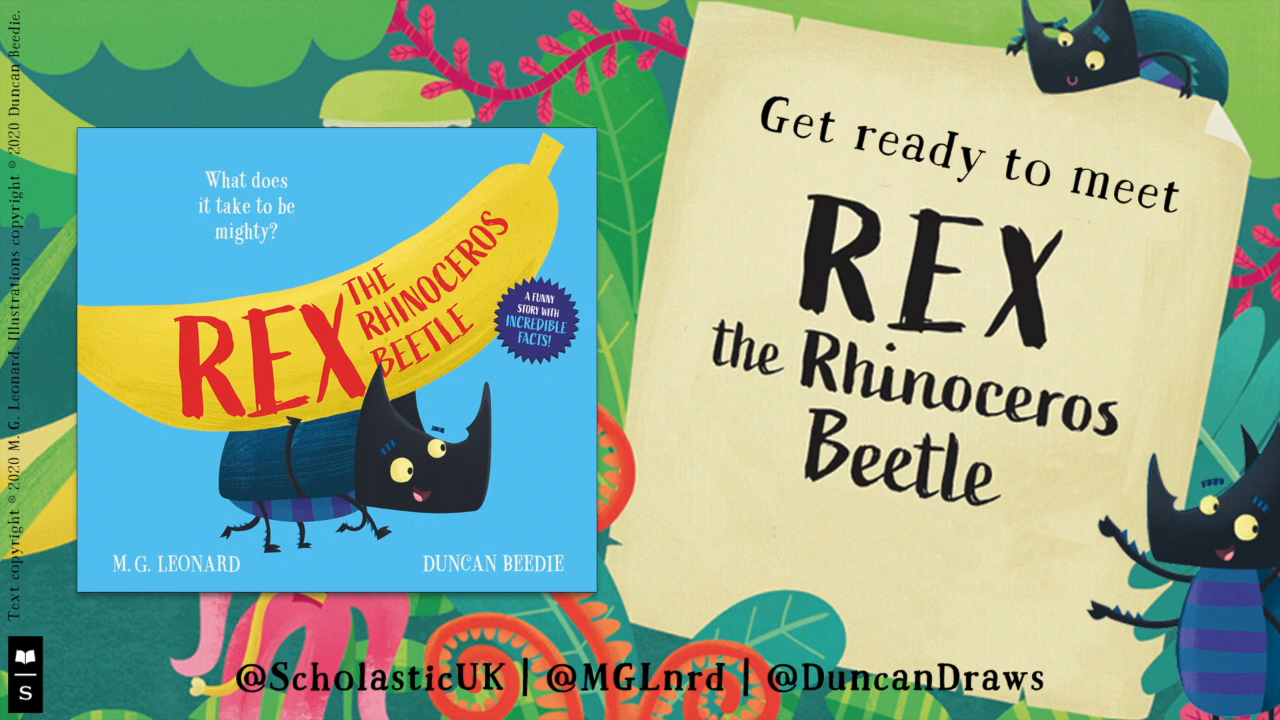 Text copyright © 2020 M. G. Leonard. Illustrations copyright © 2020 Duncan Beedie.
What does
it take to be
mighty?
REX
THE
RHINOCEROS
BEETLE
A FUNNY
STORY WITH
INCREDIBLE
FACTS!
M. G. LEONARD
DUNCAN BEEDIE
Get ready to meet
REX
the Rhinoceros
Beetle
@ScholasticUK | @MGLnrd | @DuncanDraws
S